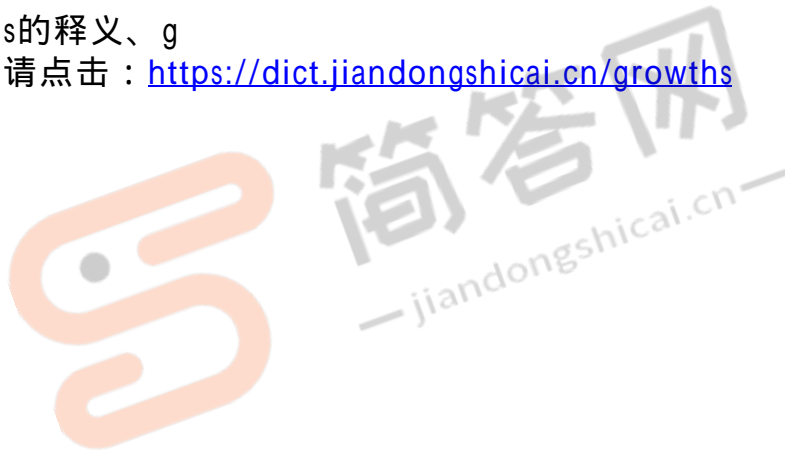 s的释义、g
请点击：https://dict.jiandongshicai.cn/growths
简答网
jiandongshicai.cn